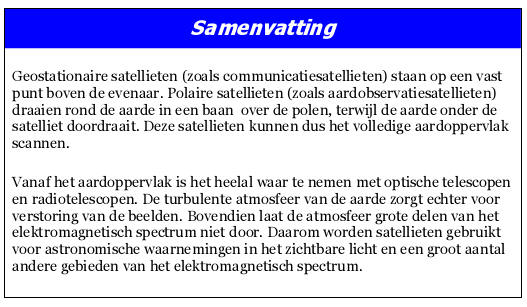 Samenvatting
Geostationaire satellieten (zoals communicatiesatellieten) staan op een vast
punt boven de evenaar. Polaire satellieten (zoals aardobservatiesatellieten)
draaien rond de aarde in een baan over de polen, terwijl de aarde onder de
satelliet doordraait. Deze satellieten kunnen dus het volledige aardoppervlak
scannen.
Vanaf het aardoppervlak is het heelal waar te nemen met optische telescopen
en radiotelescopen. De turbulente atmosfeer van de aarde zorgt echter voor
verstoring van de beelden. Bovendien laat de atmosfeer grote delen van het
elektromagnetisch spectrum niet door. Daarom worden satellieten gebruikt
voor astronomische waarnemingen in het zichtbare licht en een groot aantal
andere gebieden van het elektromagnetisch spectrum.